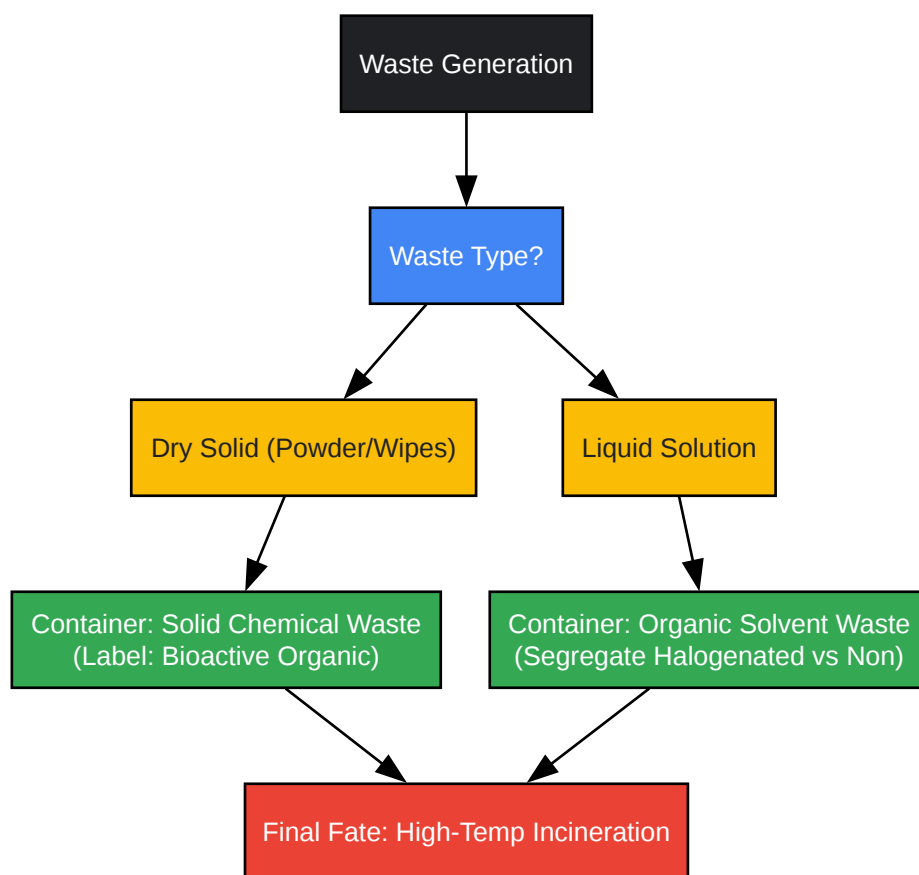 Waste Generation
Waste Type?
Dry Solid (Powder/Wipes)
Liquid Solution
Container: Solid Chemical Waste
(Label: Bioactive Organic)
Container: Organic Solvent Waste
(Segregate Halogenated vs Non)
Final Fate: High-Temp Incineration